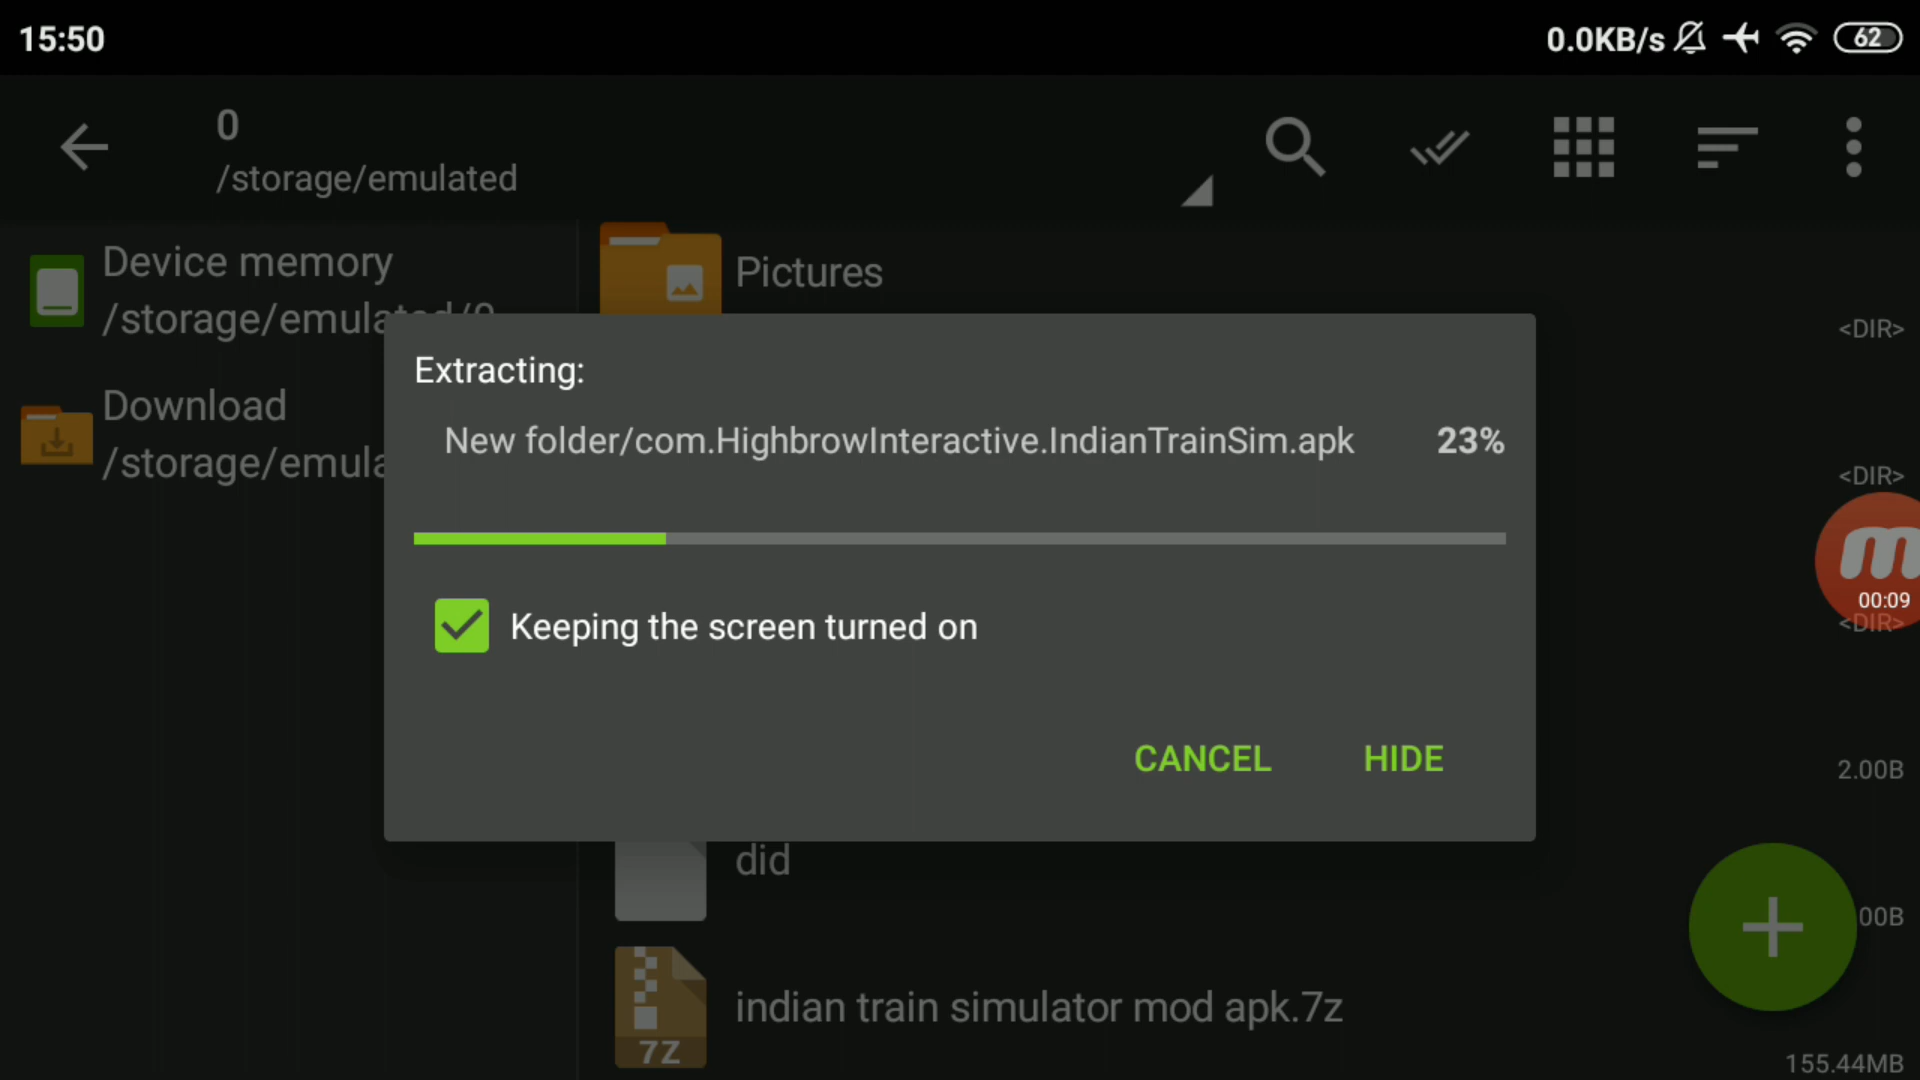 15:50
0.0KB/s 62
0
/storage/emulated
Device memory
/storage/emulated/0
Download
/storage/emula
Pictures
<DIR>
<DIR>
<DIR>
Extracting:
New folder/com.HighbrowInteractive.IndianTrainSim.apk 23%
Keeping the screen turned on
CANCEL HIDE
m
00:09
2.00B
did
00B
indian train simulator mod apk.7z
7Z
155.44MB